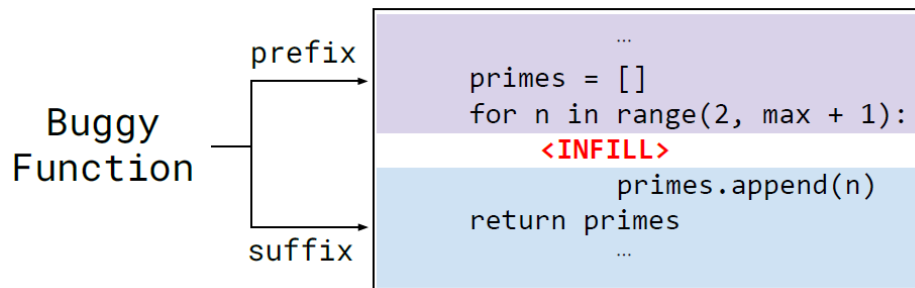 Buggy
Function
prefix
suffix
...
primes = []
for n in range(2, max + 1):
<INFILL>
primes.append(n)
return primes
...